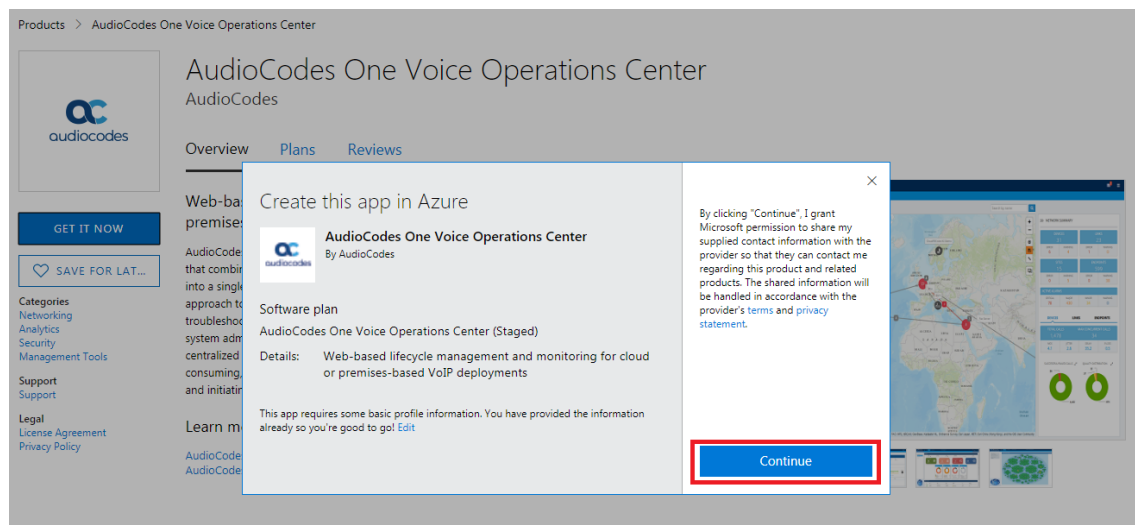 Products > AudioCodes One Voice Operations Center
audiocodes
AudioCodes One Voice Operations Center
AudioCodes
Overview Plans Reviews
GET IT NOW
SAVE FOR LAT...
Categories
Networking
Analytics
Security
Management Tools
Support
Support
Legal
License Agreement
Privacy Policy
Web-ba
premise
AudioCode
that combin
into a single
approach to
troubleshoo
system adm
centralized
consuming,
and initiatin
Learn m
AudioCode
AudioCode
Create this app in Azure
audiocodes
AudioCodes One Voice Operations Center
By AudioCodes
Software plan
AudioCodes One Voice Operations Center (Staged)
Details: Web-based lifecycle management and monitoring for cloud
or premises-based VoIP deployments
This app requires some basic profile information. You have provided the information
already so you're good to go! Edit
By clicking "Continue", I grant
Microsoft permission to share my
supplied contact information with the
provider so that they can contact me
regarding this product and related
products. The shared information will
be handled in accordance with the
provider's terms and privacy
statement.
Continue